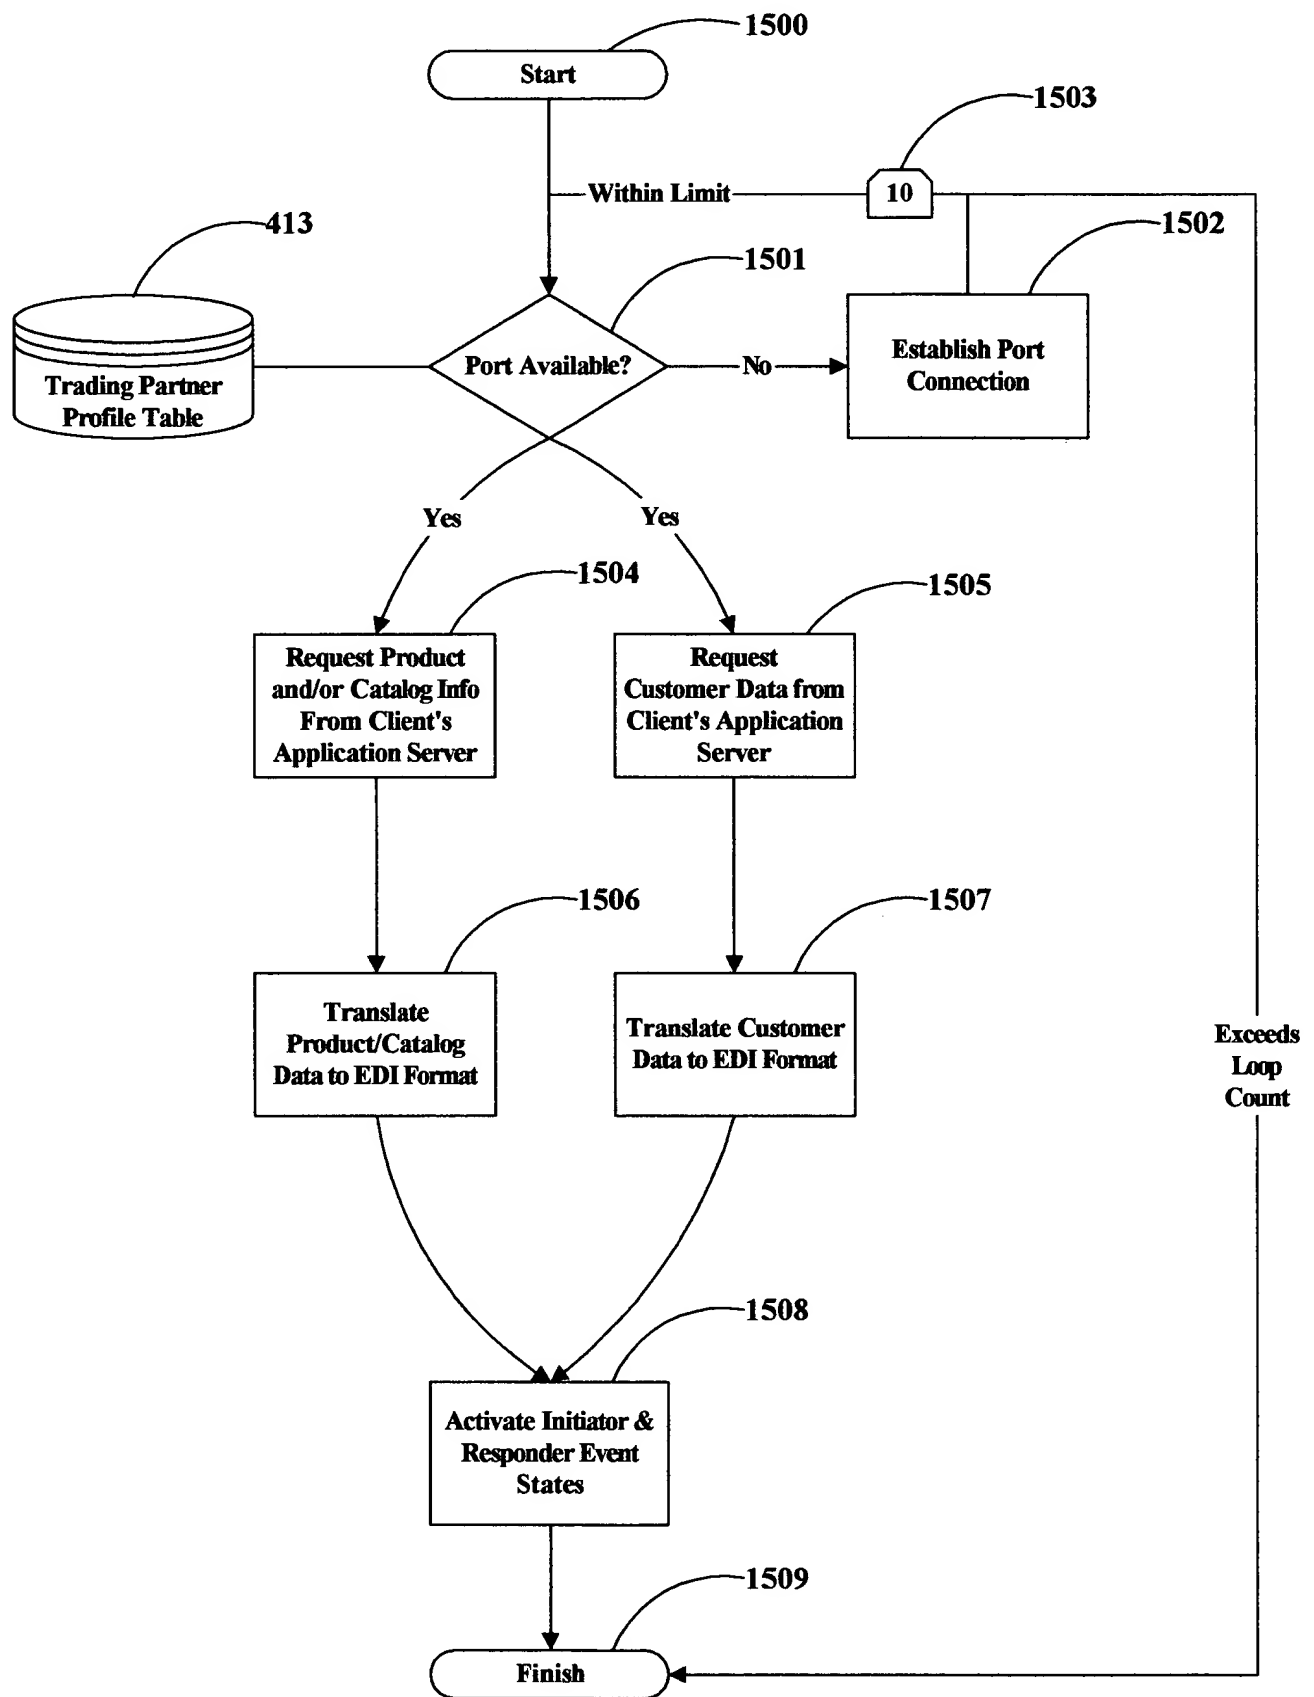 1500
Start
1503
Within Limit
10
413
1502
1501
Port Available?
No
Establish Port
Connection
Trading Partner
Profile Table
Yes
Yes
1504
1505
Request Product
and/or Catalog Info
From Client's
Application Server
Request
Customer Data from
Client's Application
Server
1506
1507
Translate
Product/Catalog
Data to EDI Format
Translate Customer
Data to EDI Format
Exceeds
Loop
Count
1508
Activate Initiator &
Responder Event
States
1509
Finish